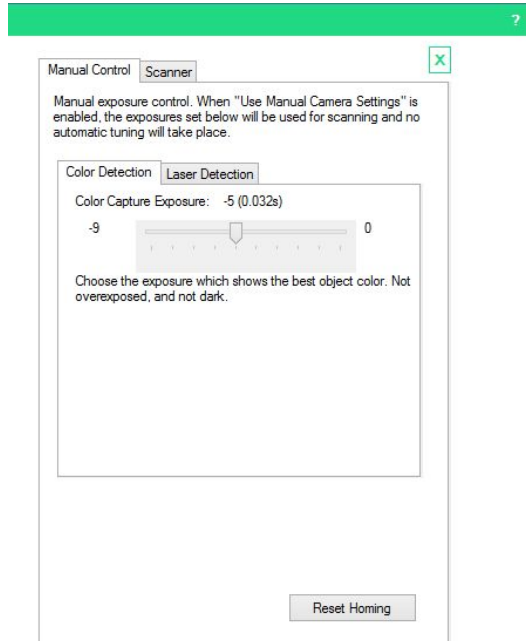 ?
X
Manual Control Scanner
Manual exposure control. When "Use Manual Camera Settings" is
enabled, the exposures set below will be used for scanning and no
automatic tuning will take place.
Color Detection Laser Detection
Color Capture Exposure: -5 (0.032s)
-9 0
Choose the exposure which shows the best object color. Not
overexposed, and not dark.
Reset Homing